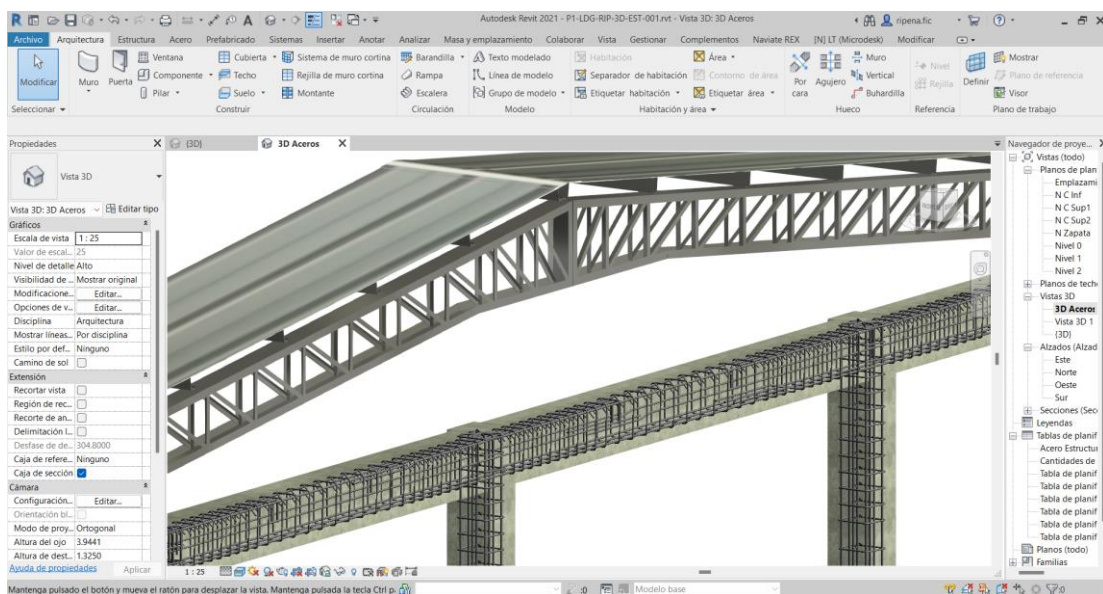 Autodesk Revit 2021 - P1-LDG-RIP-3D-EST-001.rvt - Vista 3D: 3D Aceros
ripena.fic
Archivo Arquitectura Estructura Acero Prefabricado Sistemas Insertar Anotar Analizar Masa y emplazamiento Colaborar Vista Gestionar Complementos Naviate REX [N] LT (Microdesk) Modificar
Modificar
Muro
Puerta
Ventana
Componente
Pilar
Cubierta
Techo
Suelo
Sistema de muro cortina
Rejilla de muro cortina
Montante
Barandilla
Rampa
Escalera
Texto modelado
Línea de modelo
Grupo de modelo
Habitación
Separador de habitación
Etiquetar habitación
Área
Contorno de área
Etiquetar área
Por cara
Agujero
Muro
Vertical
Buhardilla
Nivel
Rejilla
Definir
Mostrar
Plano de referencia
Visor
Seleccionar Construir Circulación Modelo Habitación y área Hueco Referencia Plano de trabajo
Propiedades X
{3D} 3D Aceros X
Vista 3D
Vista 3D: 3D Aceros Editar tipo
Gráficos
Escala de vista 1 : 25
Valor de escal... 25
Nivel de detalle Alto
Visibilidad de ... Mostrar original
Modificacione... Editar...
Opciones de v... Editar...
Disciplina Arquitectura
Mostrar líneas... Por disciplina
Estilo por def... Ninguno
Camino de sol
Extensión
Recortar vista
Región de rec...
Recorte de an...
Delimitación l...
Desfase de de... 304.8000
Caja de refere... Ninguno
Caja de sección
Cámara
Configuración... Editar...
Orientación bl...
Modo de proy... Ortogonal
Altura del ojo 3.9441
Altura de dest... 1.3250
Ayuda de propiedades Aplicar
1 : 25
Navegador de proye... X
Vistas (todo)
Planos de plan
Emplazami
N C Inf
N C Sup1
N C Sup2
N Zapata
Nivel 0
Nivel 1
Nivel 2
Planos de tech
Vistas 3D
3D Aceros
Vista 3D 1
{3D}
Alzados (Alzad
Este
Norte
Oeste
Sur
Secciones (Sec
Leyendas
Tablas de planif
Acero Estructu
Cantidades de
Tabla de planif
Tabla de planif
Tabla de planif
Tabla de planif
Tabla de planif
Tabla de planif
Planos (todo)
Familias
Mantenga pulsado el botón y mueva el ratón para desplazar la vista. Mantenga pulsada la tecla Ctrl p :0 Modelo base :0